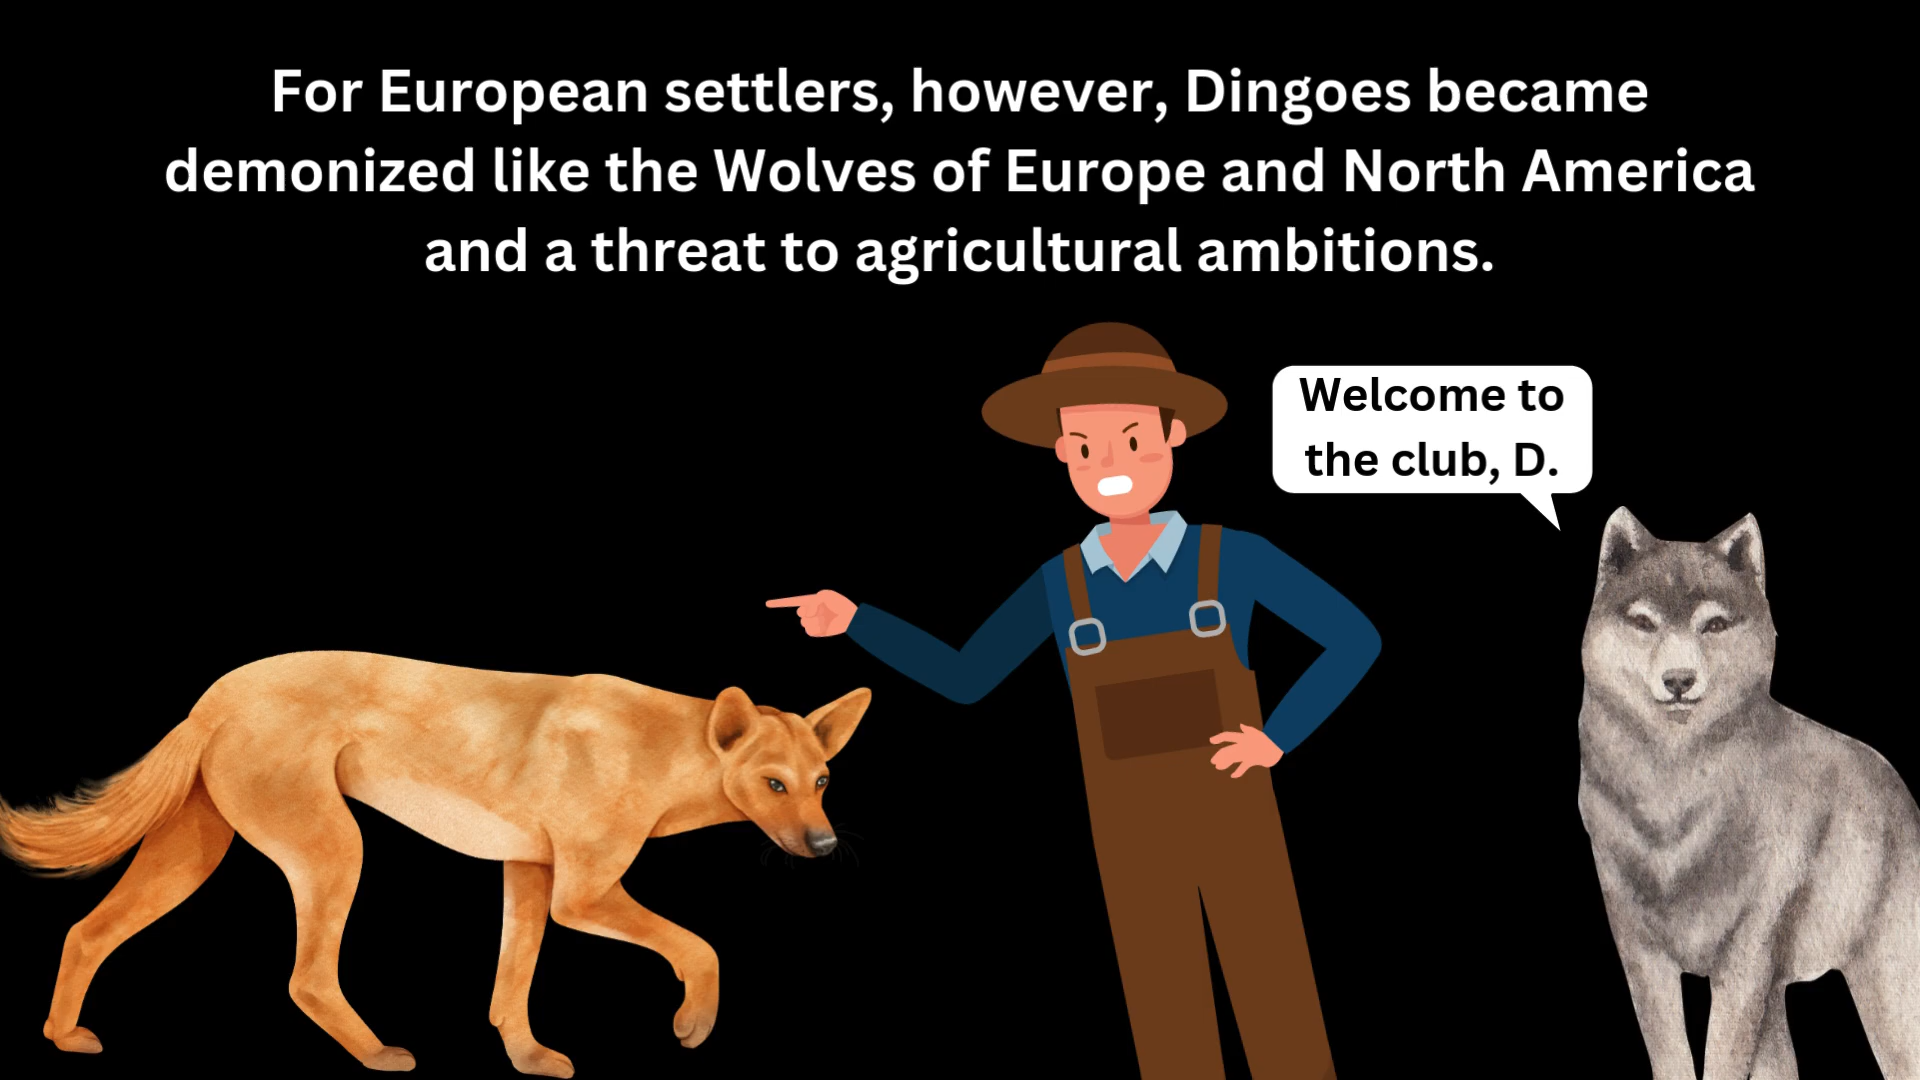 For European settlers, however, Dingoes became
demonized like the Wolves of Europe and North America
and a threat to agricultural ambitions.
Welcome to
the club, D.